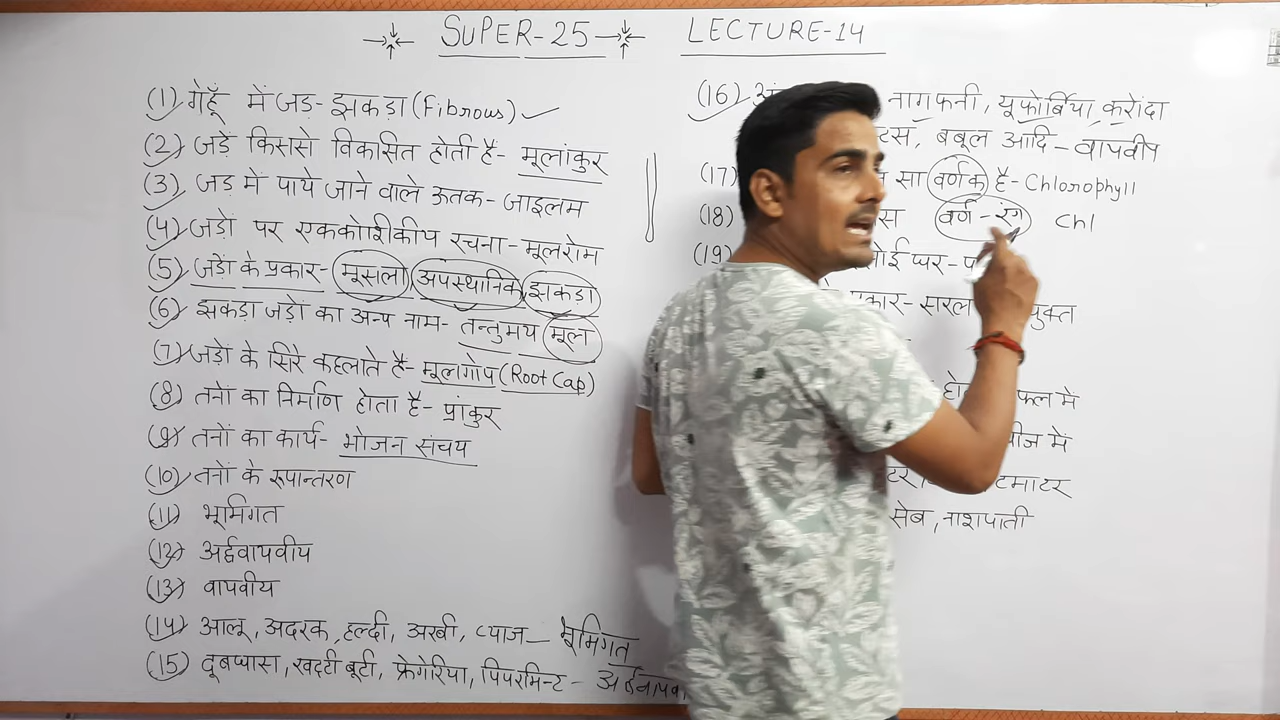 SUPER-25
LECTURE-14
(1) गेहूँ में जड़- झकड़ा (Fibrous)
(2) जड़े किससे विकसित होती है- मूलांकुर
(3) जड़ में पाये जाने वाले ऊतक- जाइलम
(4) जड़ों पर एककोशिकीय रचना- मूलरोम
(5) जड़ों के प्रकार- मूसला अपस्थानिक झकड़ा
(6) झकड़ा जड़ों का अन्य नाम- तन्तुमय मूल
(7) जड़ों के सिरे कहलाते है- मूलगोप (Root Cap)
(8) तनों का निर्माण होता है- प्रांकुर
(9) तनों का कार्य- भोजन संचय
(10) तनों के रूपान्तरण
(11) भूमिगत
(12) अर्द्धवायवीय
(13) वायवीय
(14) आलू, अदरक, हल्दी, अरबी, प्याज- भूमिगत
(15) दूबघास, खट्टी बूटी, फ्रेगेरिया, पिपरमिन्ट-
(16) नागफनी, यूफोर्बिया, करोंदा
बबूल आदि- वायवीय
(17) सा वर्णक है- Chlorophyll
(18) वर्ण - रंग Chl
(19)
सरल युक्त
फल में
टमाटर
सेब, नाशपाती